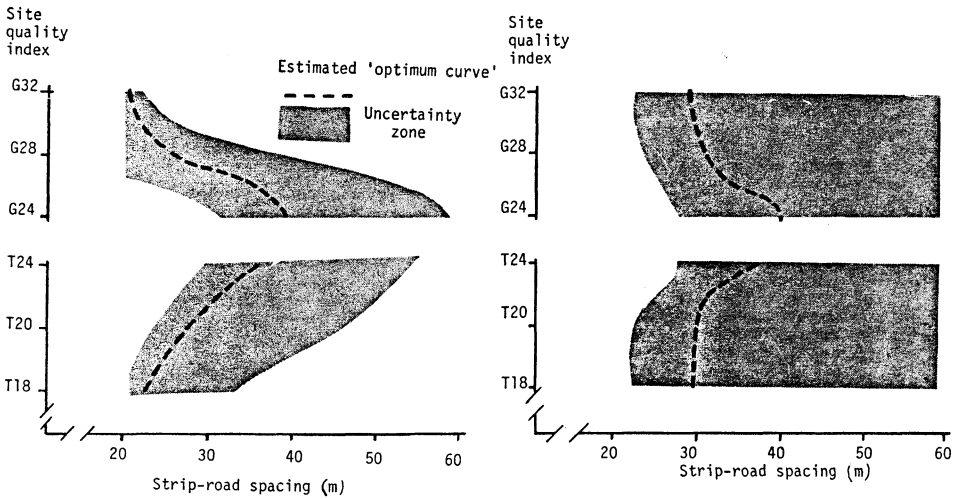 Site
quality
index
G32
G28
G24
T24
T20
T18
20 30 40 50 60
Strip-road spacing (m)
Estimated 'optimum curve'
Uncertainty
zone
Site
quality
index
G32
G28
G24
T24
T20
T18
20 30 40 50 60
Strip-road spacing (m)